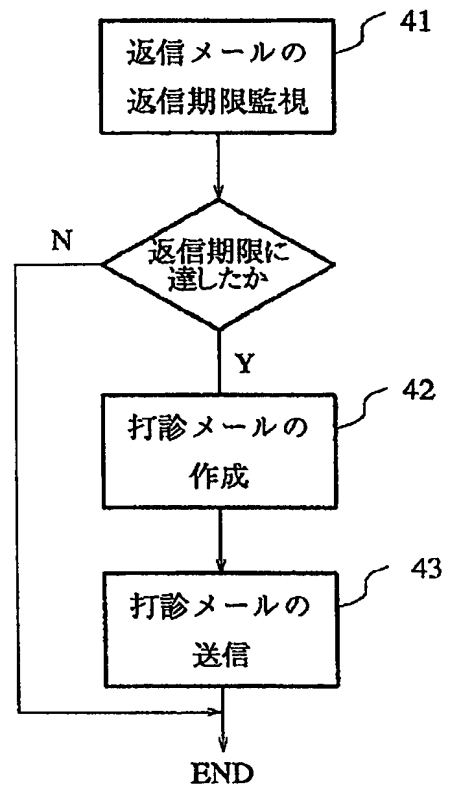 41
返信メールの
返信期限監視
N
返信期限に
達したか
Y
42
打診メールの
作成
43
打診メールの
送信
END